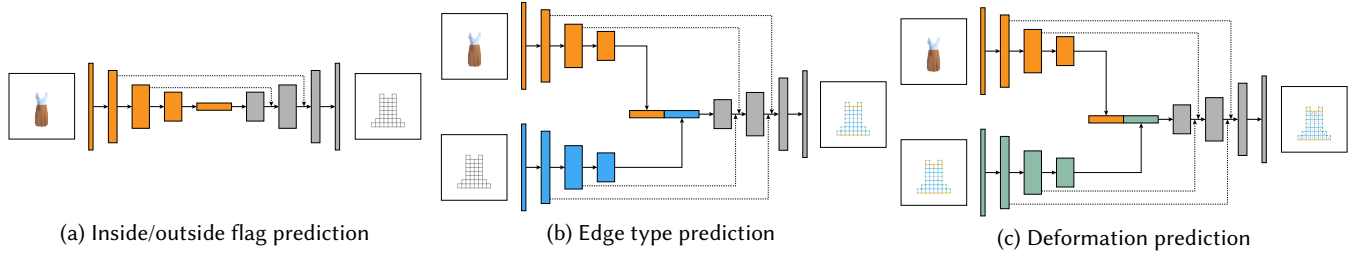 (a) Inside/outside flag prediction
(b) Edge type prediction
(c) Deformation prediction